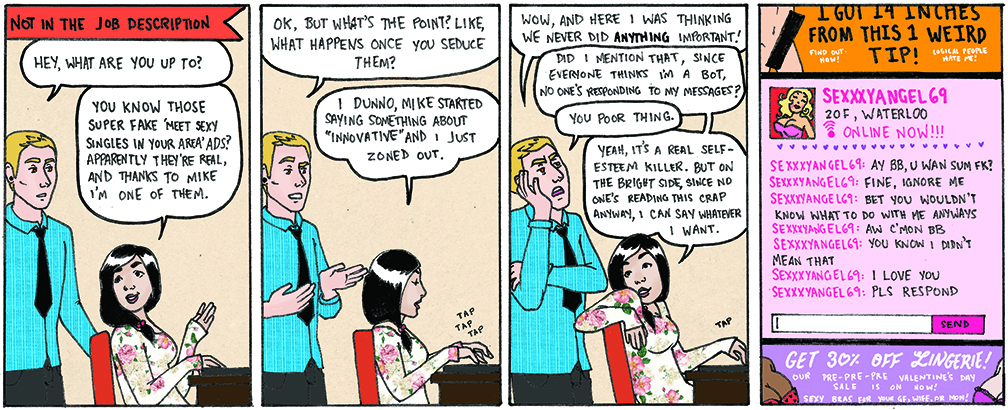 NOT IN THE JOB DESCRIPTION
HEY, WHAT ARE YOU UP TO?
YOU KNOW THOSE
SUPER FAKE 'MEET SEXY
SINGLES IN YOUR AREA' ADS?
APPARENTLY THEY'RE REAL,
AND THANKS TO MIKE
I'M ONE OF THEM.
OK, BUT WHAT'S THE POINT? LIKE,
WHAT HAPPENS ONCE YOU SEDUCE
THEM?
I DUNNO, MIKE STARTED
SAYING SOMETHING ABOUT
"INNOVATIVE" AND I JUST
ZONED OUT.
TAP
TAP
TAP
WOW, AND HERE I WAS THINKING
WE NEVER DID ANYTHING IMPORTANT!
DID I MENTION THAT, SINCE
EVERYONE THINKS I'M A BOT,
NO ONE'S RESPONDING TO MY MESSAGES?
YOU POOR THING.
YEAH, IT'S A REAL SELF-
ESTEEM KILLER. BUT ON
THE BRIGHT SIDE, SINCE NO
ONE'S READING THIS CRAP
ANYWAY, I CAN SAY WHATEVER
I WANT.
TAP
I GOT 14 INCHES
FROM THIS 1 WEIRD
TIP!
FIND OUT
NOW!
LOGICAL PEOPLE
HATE ME!
SEXXXYANGEL69
20F, WATERLOO
ONLINE NOW!!!
SEXXXYANGEL69: AY BB, U WAN SUM FK?
SEXXXYANGEL69: FINE, IGNORE ME
SEXXXYANGEL69: BET YOU WOULDN'T
KNOW WHAT TO DO WITH ME ANYWAYS
SEXXXYANGEL69: AW C'MON BB
SEXXXYANGEL69: YOU KNOW I DIDN'T
MEAN THAT
SEXXXYANGEL69: I LOVE YOU
SEXXXYANGEL69: PLS RESPOND
SEND
GET 30% OFF LINGERIE!
OUR PRE-PRE-PRE VALENTINE'S DAY
SALE IS ON NOW!
SEXY BRAS FOR YOUR GF, WIFE, OR MOM!